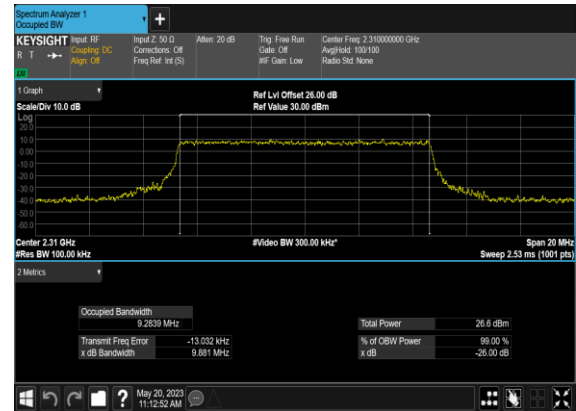 Spectrum Analyzer 1
Occupied BW
KEYSIGHT
R T
Input: RF
Coupling: DC
Align: Off
Input Z: 50 Ω
Corrections: Off
Freq Ref: Int (S)
Atten: 20 dB
Trig: Free Run
Gate: Off
#IF Gain: Low
Center Freq: 2.310000000 GHz
Avg|Hold: 100/100
Radio Std: None
1 Graph
Scale/Div 10.0 dB
Ref Lvl Offset 26.00 dB
Ref Value 30.00 dBm
Log
20.0
10.0
0.00
-10.0
-20.0
-30.0
-40.0
-50.0
-60.0
Center 2.31 GHz
#Res BW 100.00 kHz
#Video BW 300.00 kHz*
Span 20 MHz
Sweep 2.53 ms (1001 pts)
2 Metrics
Occupied Bandwidth
9.2839 MHz
Total Power 26.6 dBm
Transmit Freq Error -13.032 kHz
x dB Bandwidth 9.881 MHz
% of OBW Power 99.00 %
x dB -26.00 dB
?
May 20, 2023
11:12:52 AM